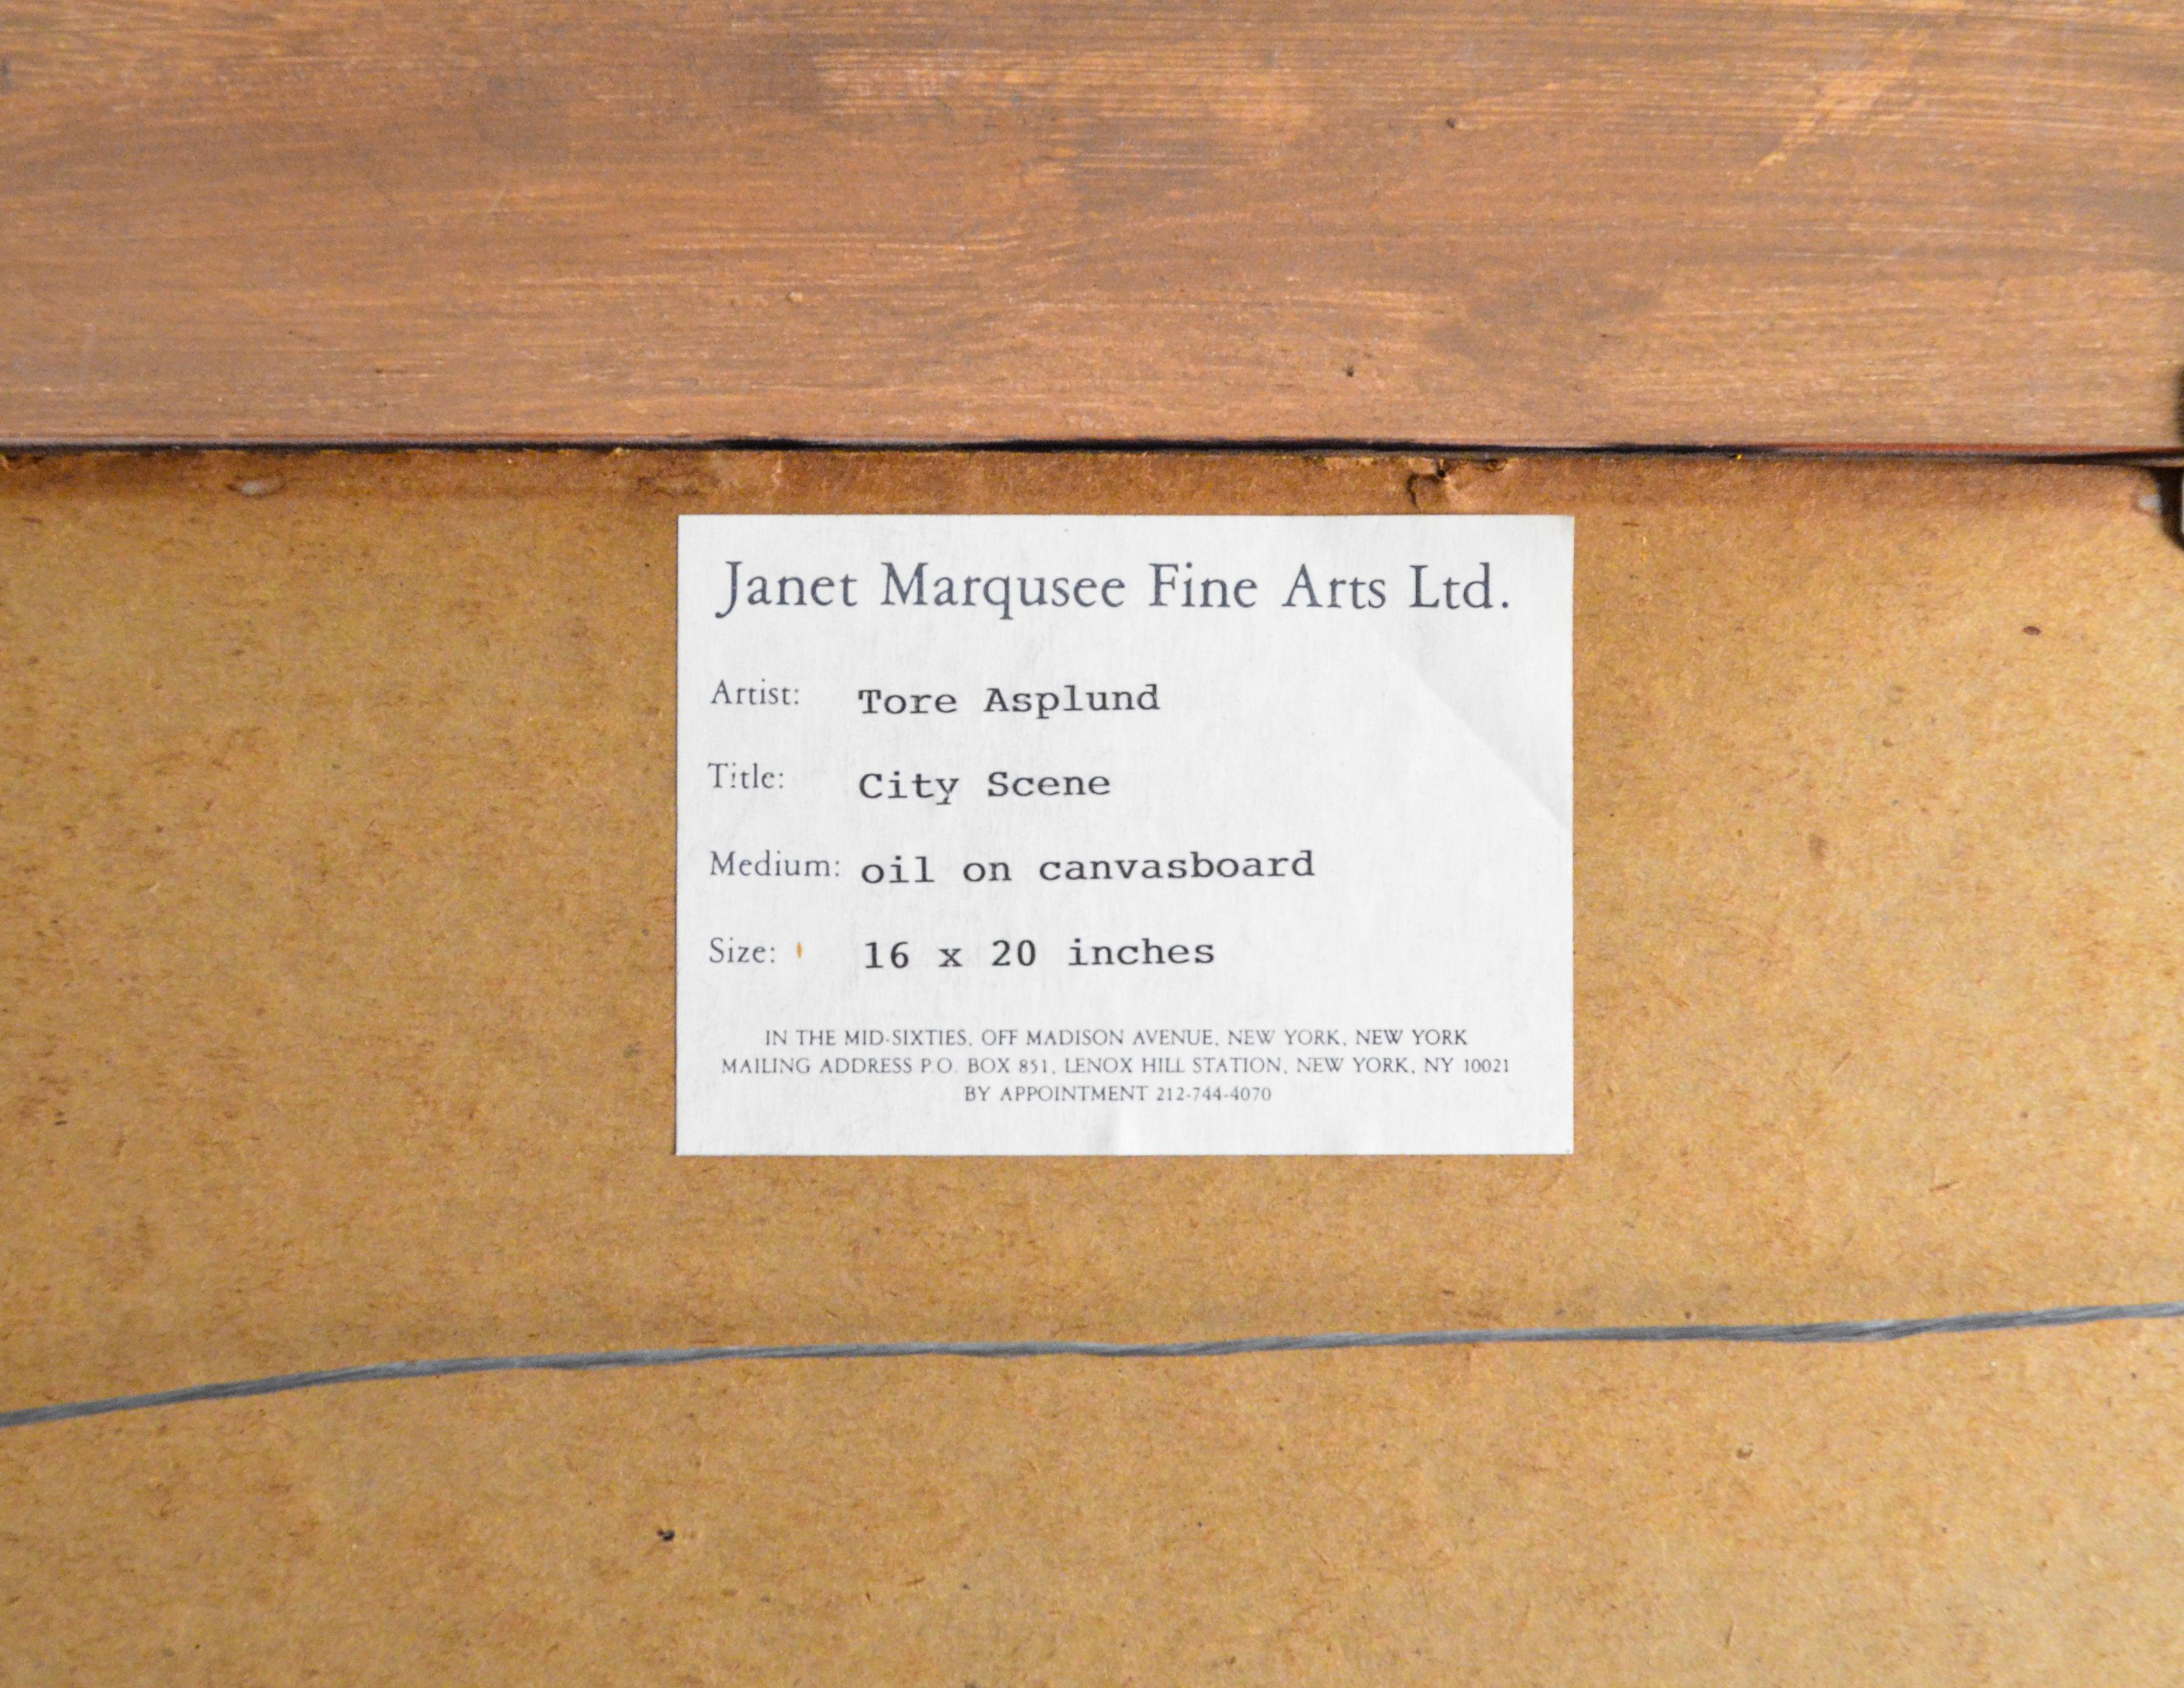 Janet Marqusee Fine Arts Ltd.
Artist: Tore Asplund
Title: City Scene
Medium: oil on canvasboard
Size: 16 x 20 inches
IN THE MID-SIXTIES, OFF MADISON AVENUE, NEW YORK, NEW YORK
MAILING ADDRESS P.O. BOX 851, LENOX HILL STATION, NEW YORK, NY 10021
BY APPOINTMENT 212-744-4070